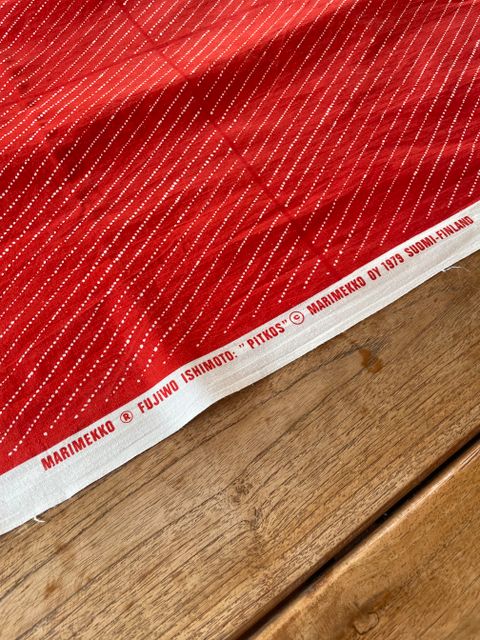 MARIMEKKO ® FUJIWO ISHIMOTO: "PITKOS" © MARIMEKKO OY 1979 SUOMI-FINLAND